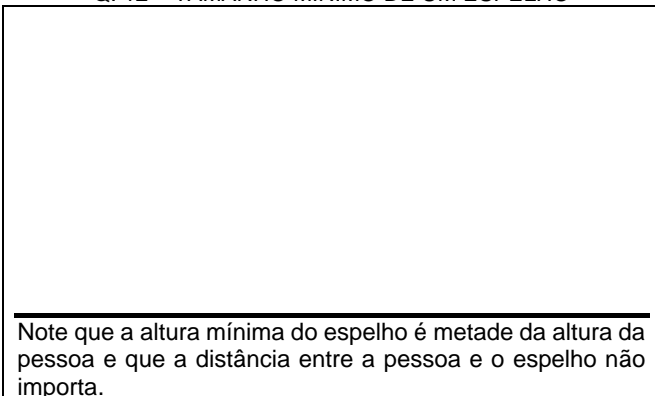 Note que a altura mínima do espelho é metade da altura da
pessoa e que a distância entre a pessoa e o espelho não
importa.